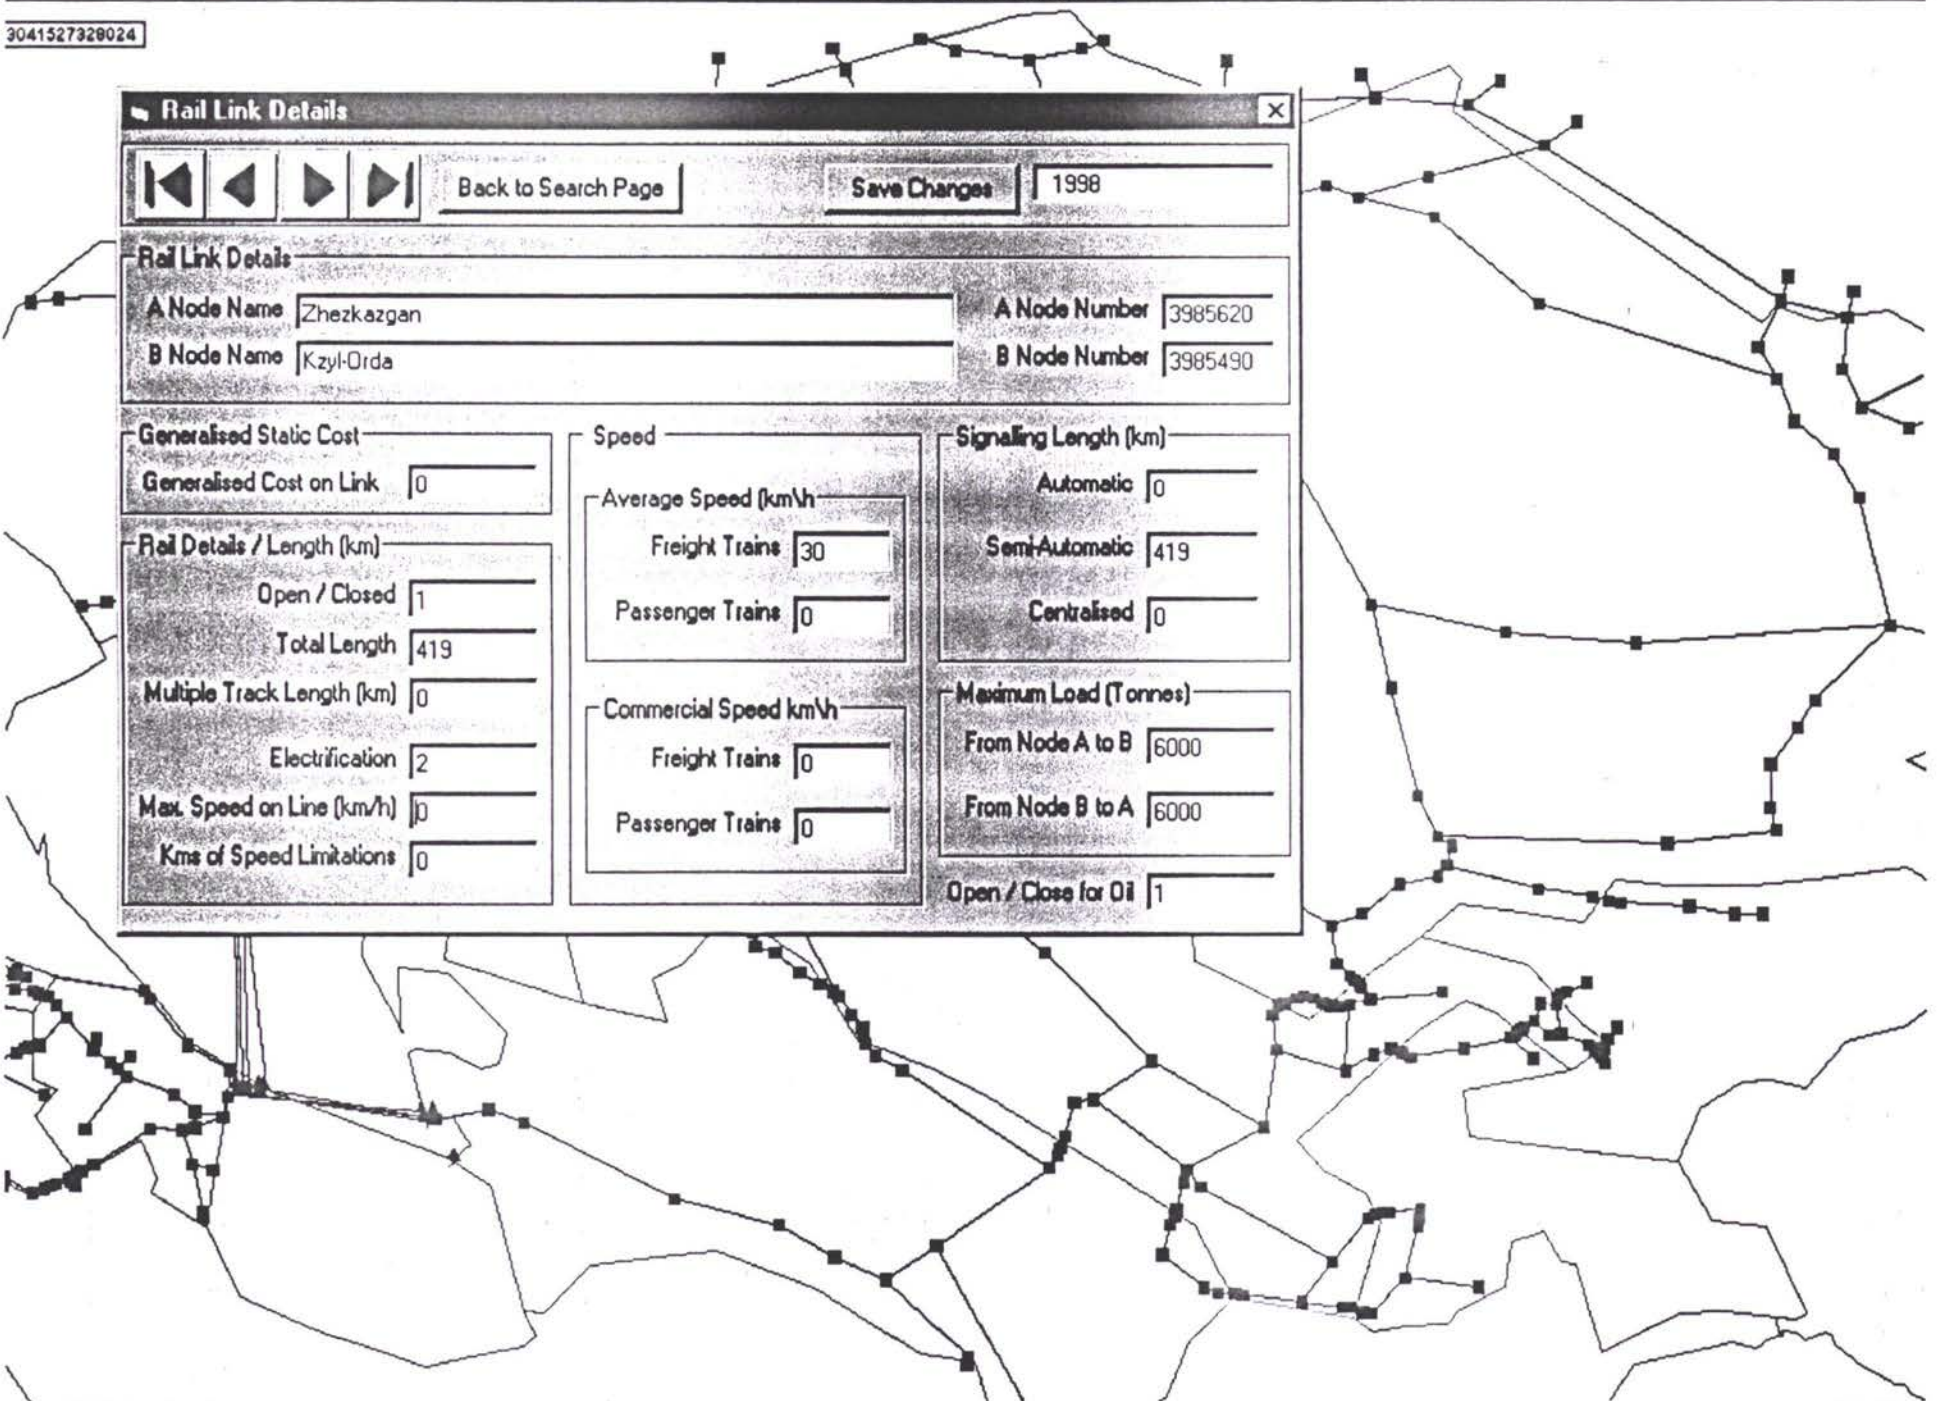 3041527328024
Rail Link Details
Back to Search Page
Save Changes
1998
Rail Link Details
A Node Name Zhezkazgan
A Node Number 3985620
B Node Name Kzyl-Orda
B Node Number 3985490
Generalised Static Cost
Generalised Cost on Link 0
Rail Details / Length (km)
Open / Closed 1
Total Length 419
Multiple Track Length (km) 0
Electrification 2
Max. Speed on Line (km/h) 0
Kms of Speed Limitations 0
Speed
Average Speed (km\h
Freight Trains 30
Passenger Trains 0
Commercial Speed km\h
Freight Trains 0
Passenger Trains 0
Signalling Length (km)
Automatic 0
Semi-Automatic 419
Centralised 0
Maximum Load (Tonnes)
From Node A to B 6000
From Node B to A 6000
Open / Close for Oil 1